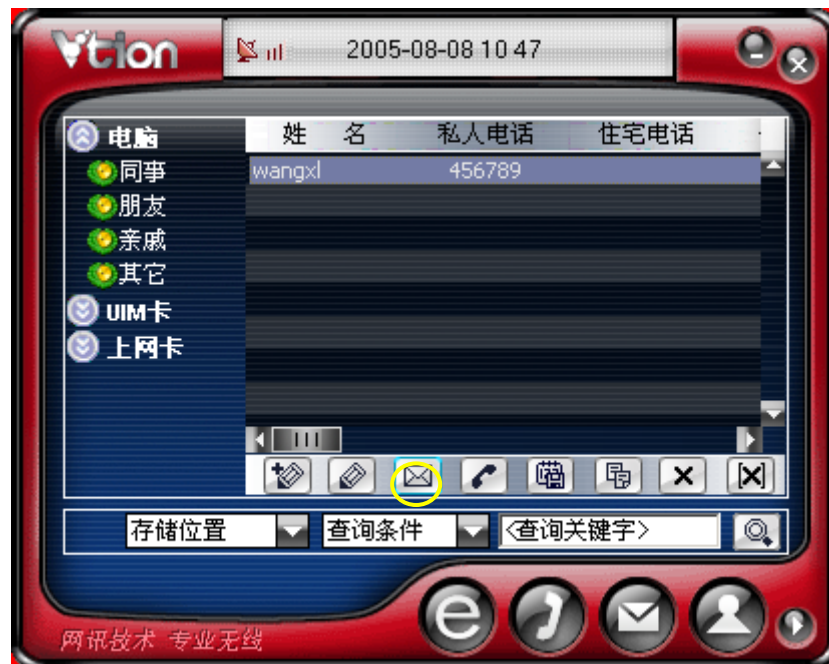 Vtion
2005-08-08 10 47
电脑 姓 名 私人电话 住宅电话
同事 wangxl 456789
朋友
亲戚
其它
UIM卡
上网卡
存储位置 查询条件 <查询关键字>
网讯技术 专业无线